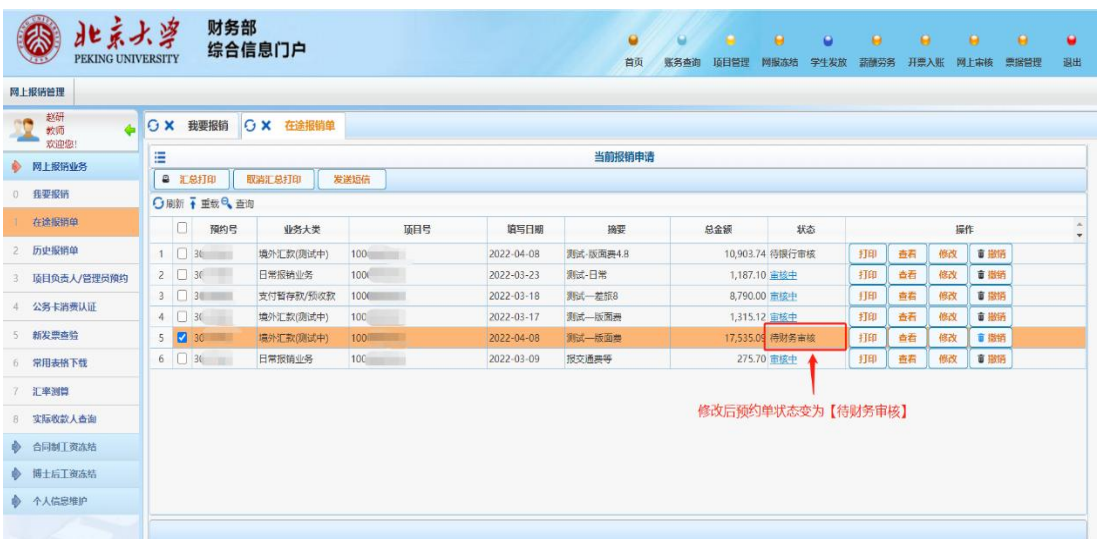 北京大学 财务部
PEKING UNIVERSITY 综合信息门户
首页 账务查询 项目管理 网报冻结 学生发放 薪酬劳务 开票入账 网上审核 票据管理 退出
网上报销管理
赵研
教师
欢迎您!
我要报销 在途报销单
网上报销业务
0 我要报销
1 在途报销单
2 历史报销单
3 项目负责人/管理员预约
4 公务卡消费认证
5 新发票查验
6 常用表格下载
7 汇率测算
8 实际收款人查询
合同制工资冻结
博士后工资冻结
个人信息维护
当前报销申请
汇总打印 取消汇总打印 发送短信
刷新 重载 查询
预约号 业务大类 项目号 填写日期 摘要 总金额 状态 操作
1 30 境外汇款(测试中) 100 2022-04-08 测试-版面费4.8 10,903.74 待银行审核 打印 查看 修改 撤销
2 30 日常报销业务 100 2022-03-23 测试-日常 1,187.10 审核中 打印 查看 修改 撤销
3 30 支付暂存款/预收款 100 2022-03-18 测试—差旅8 8,790.00 审核中 打印 查看 修改 撤销
4 30 境外汇款(测试中) 100 2022-03-17 测试—版面费 1,315.12 审核中 打印 查看 修改 撤销
5 30 境外汇款(测试中) 100 2022-04-08 测试—版面费 17,535.09 待财务审核 打印 查看 修改 撤销
6 30 日常报销业务 100 2022-03-09 报交通费等 275.70 审核中 打印 查看 修改 撤销
修改后预约单状态变为【待财务审核】